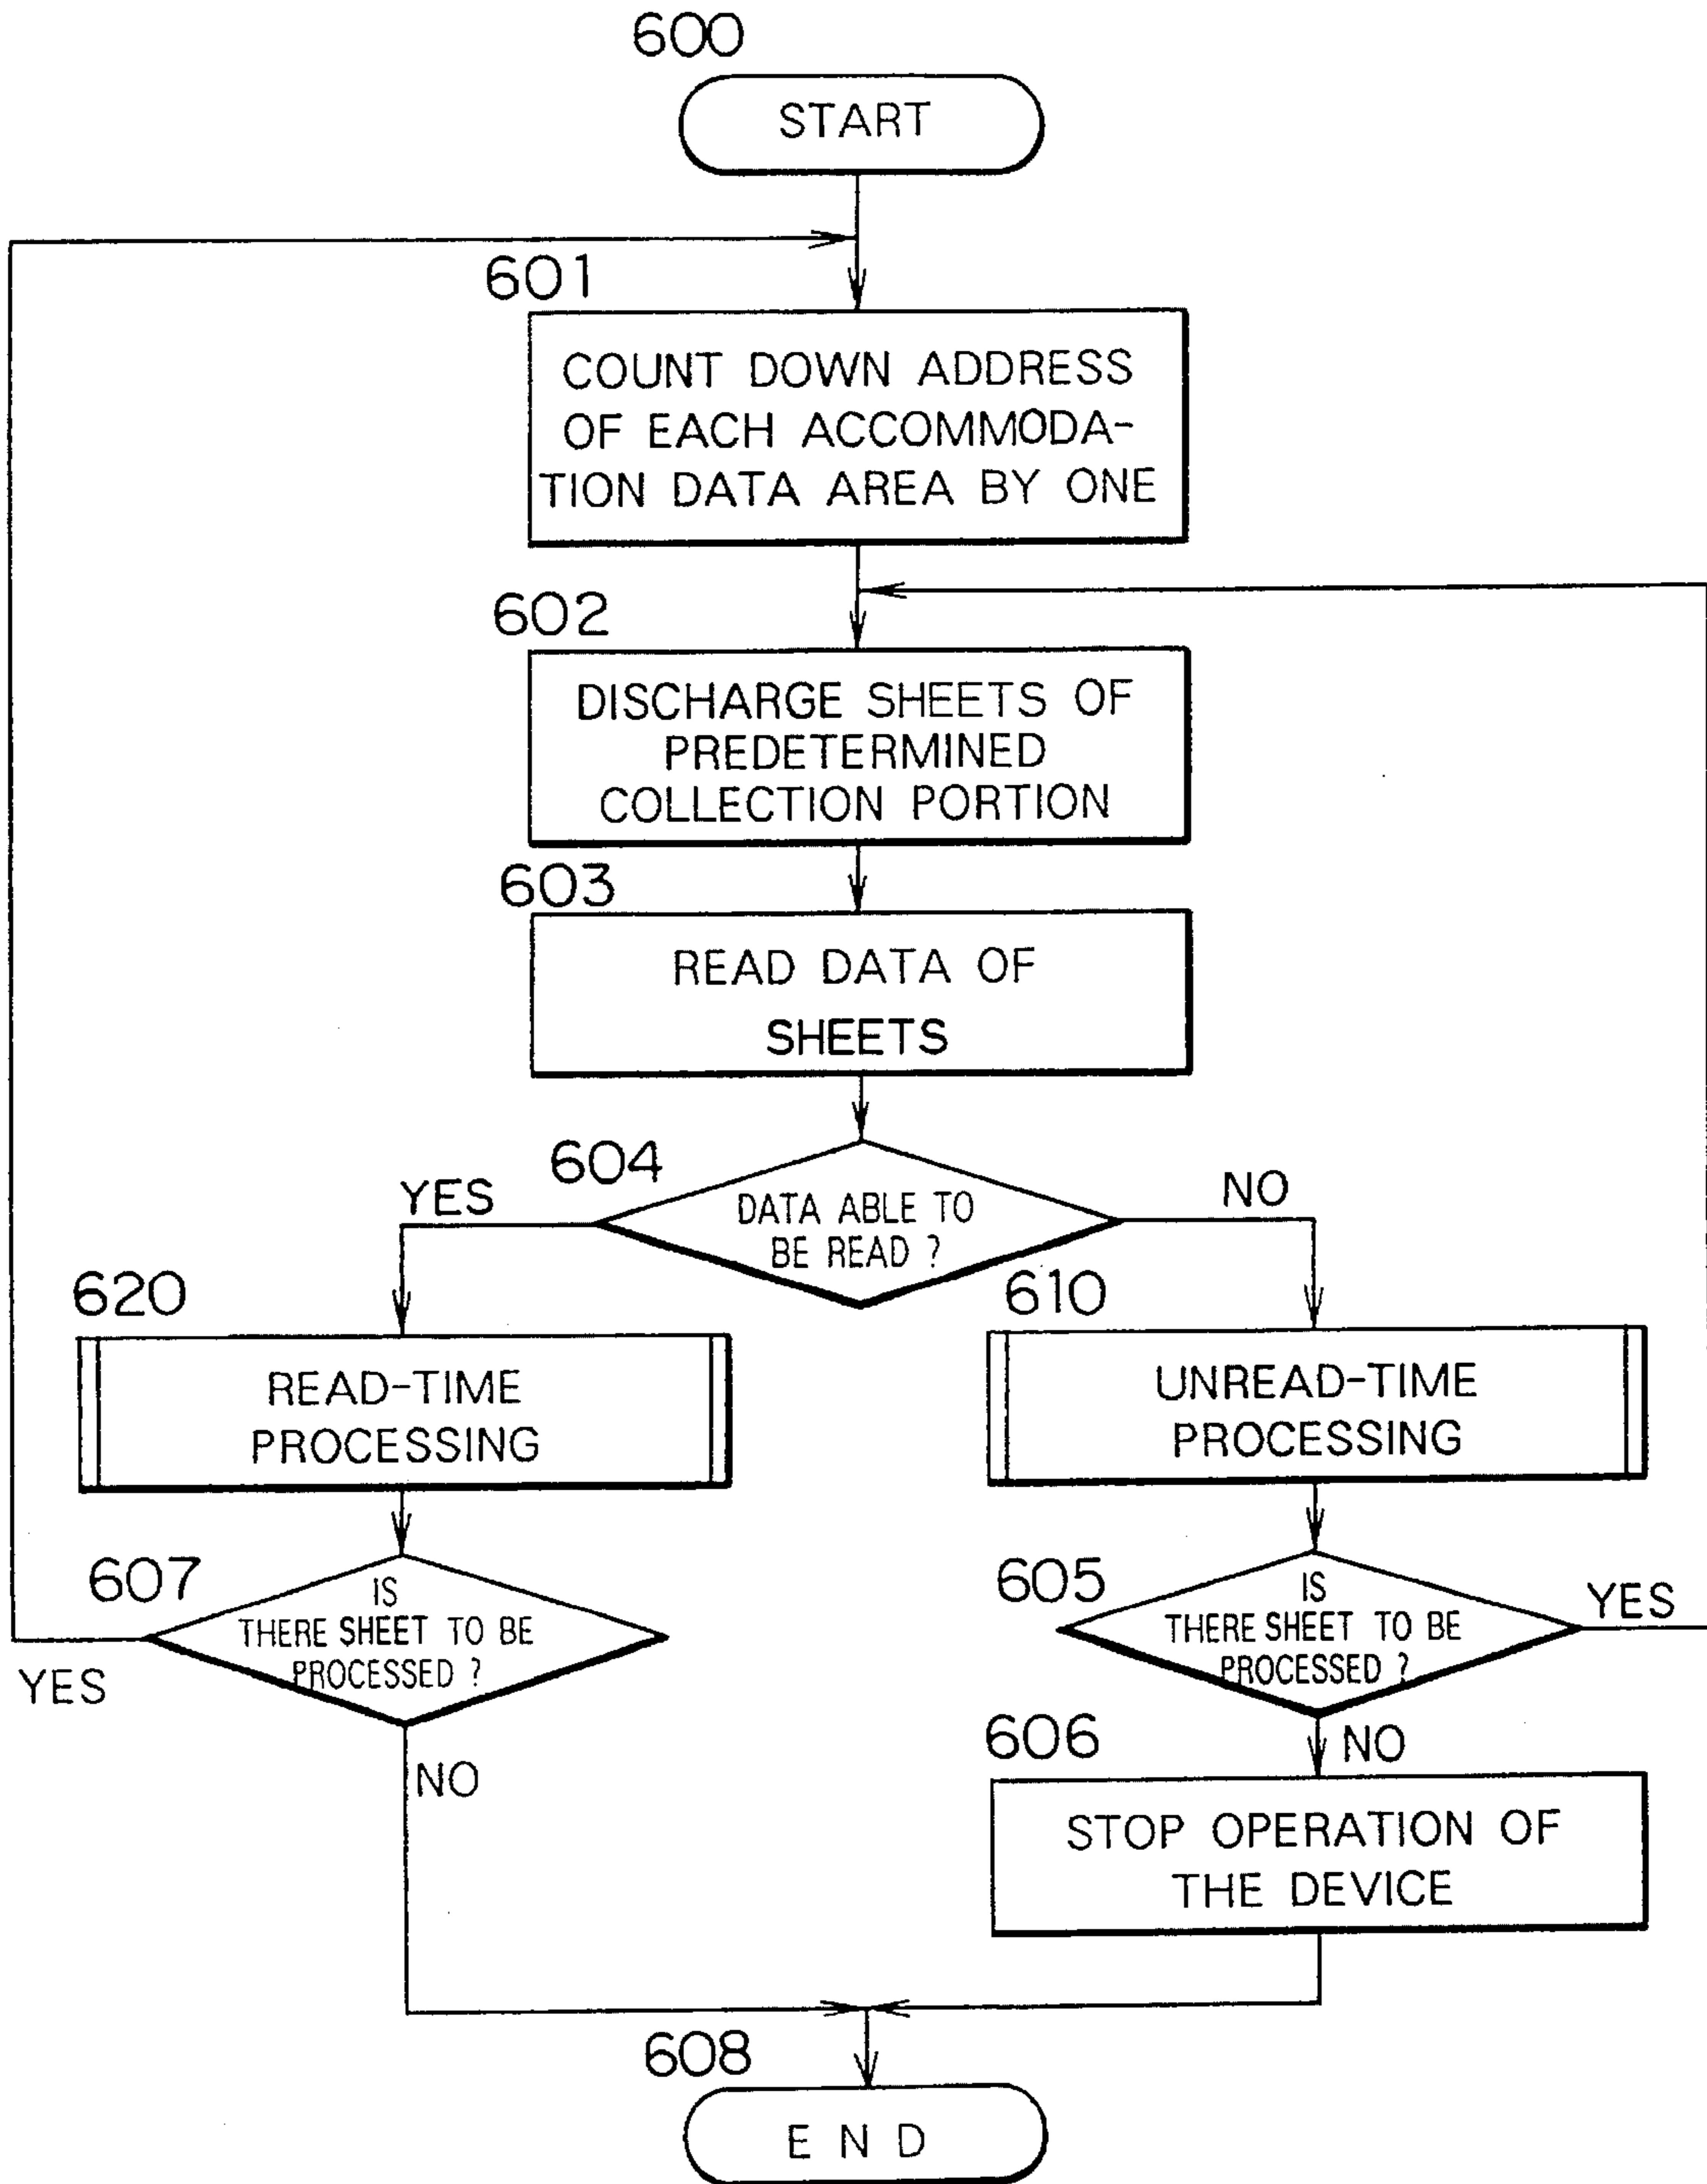 600
START
601
COUNT DOWN ADDRESS
OF EACH ACCOMMODA-
TION DATA AREA BY ONE
602
DISCHARGE SHEETS OF
PREDETERMINED
COLLECTION PORTION
603
READ DATA OF
SHEETS
604
YES
DATA ABLE TO
BE READ ?
NO
620
READ-TIME
PROCESSING
610
UNREAD-TIME
PROCESSING
607
IS
THERE SHEET TO BE
PROCESSED ?
YES
NO
605
IS
THERE SHEET TO BE
PROCESSED ?
YES
606
NO
STOP OPERATION OF
THE DEVICE
608
END